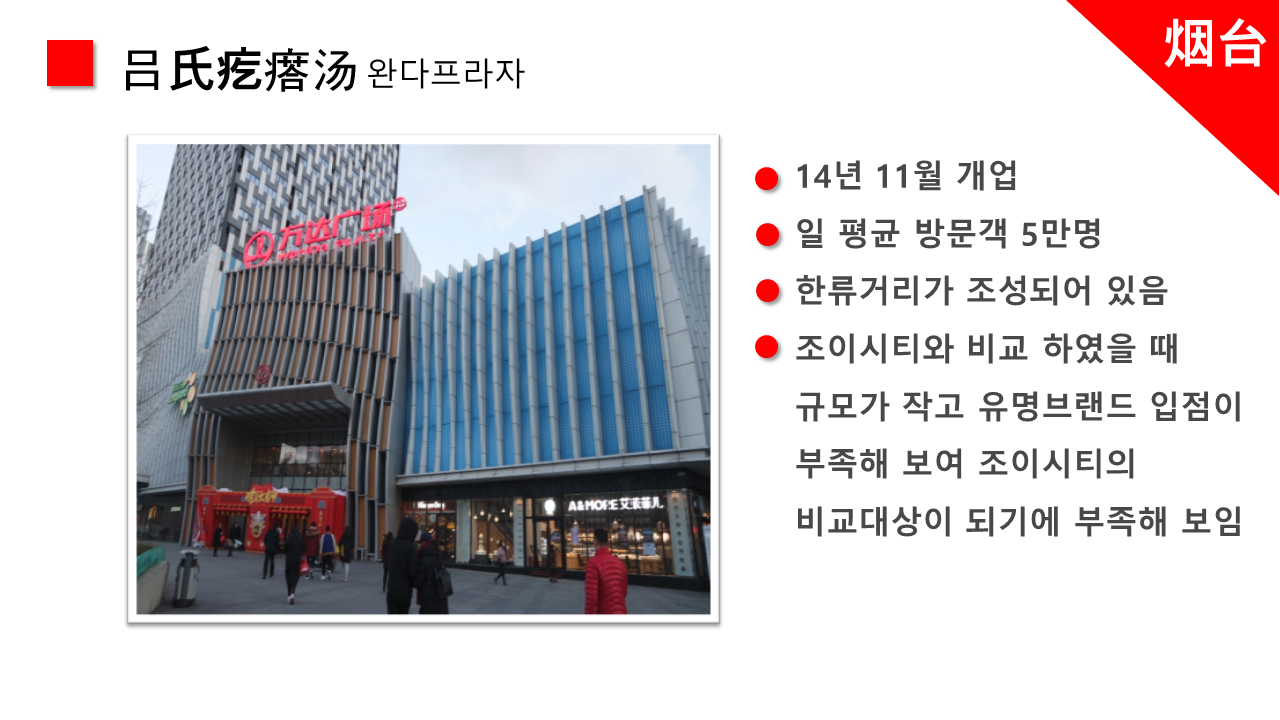 烟台
吕氏疙瘩汤 완다프라자
万达广场
A&MORE 艾茉莉儿
14년 11월 개업
일 평균 방문객 5만명
한류거리가 조성되어 있음
조이시티와 비교 하였을 때
규모가 작고 유명브랜드 입점이
부족해 보여 조이시티의
비교대상이 되기에 부족해 보임